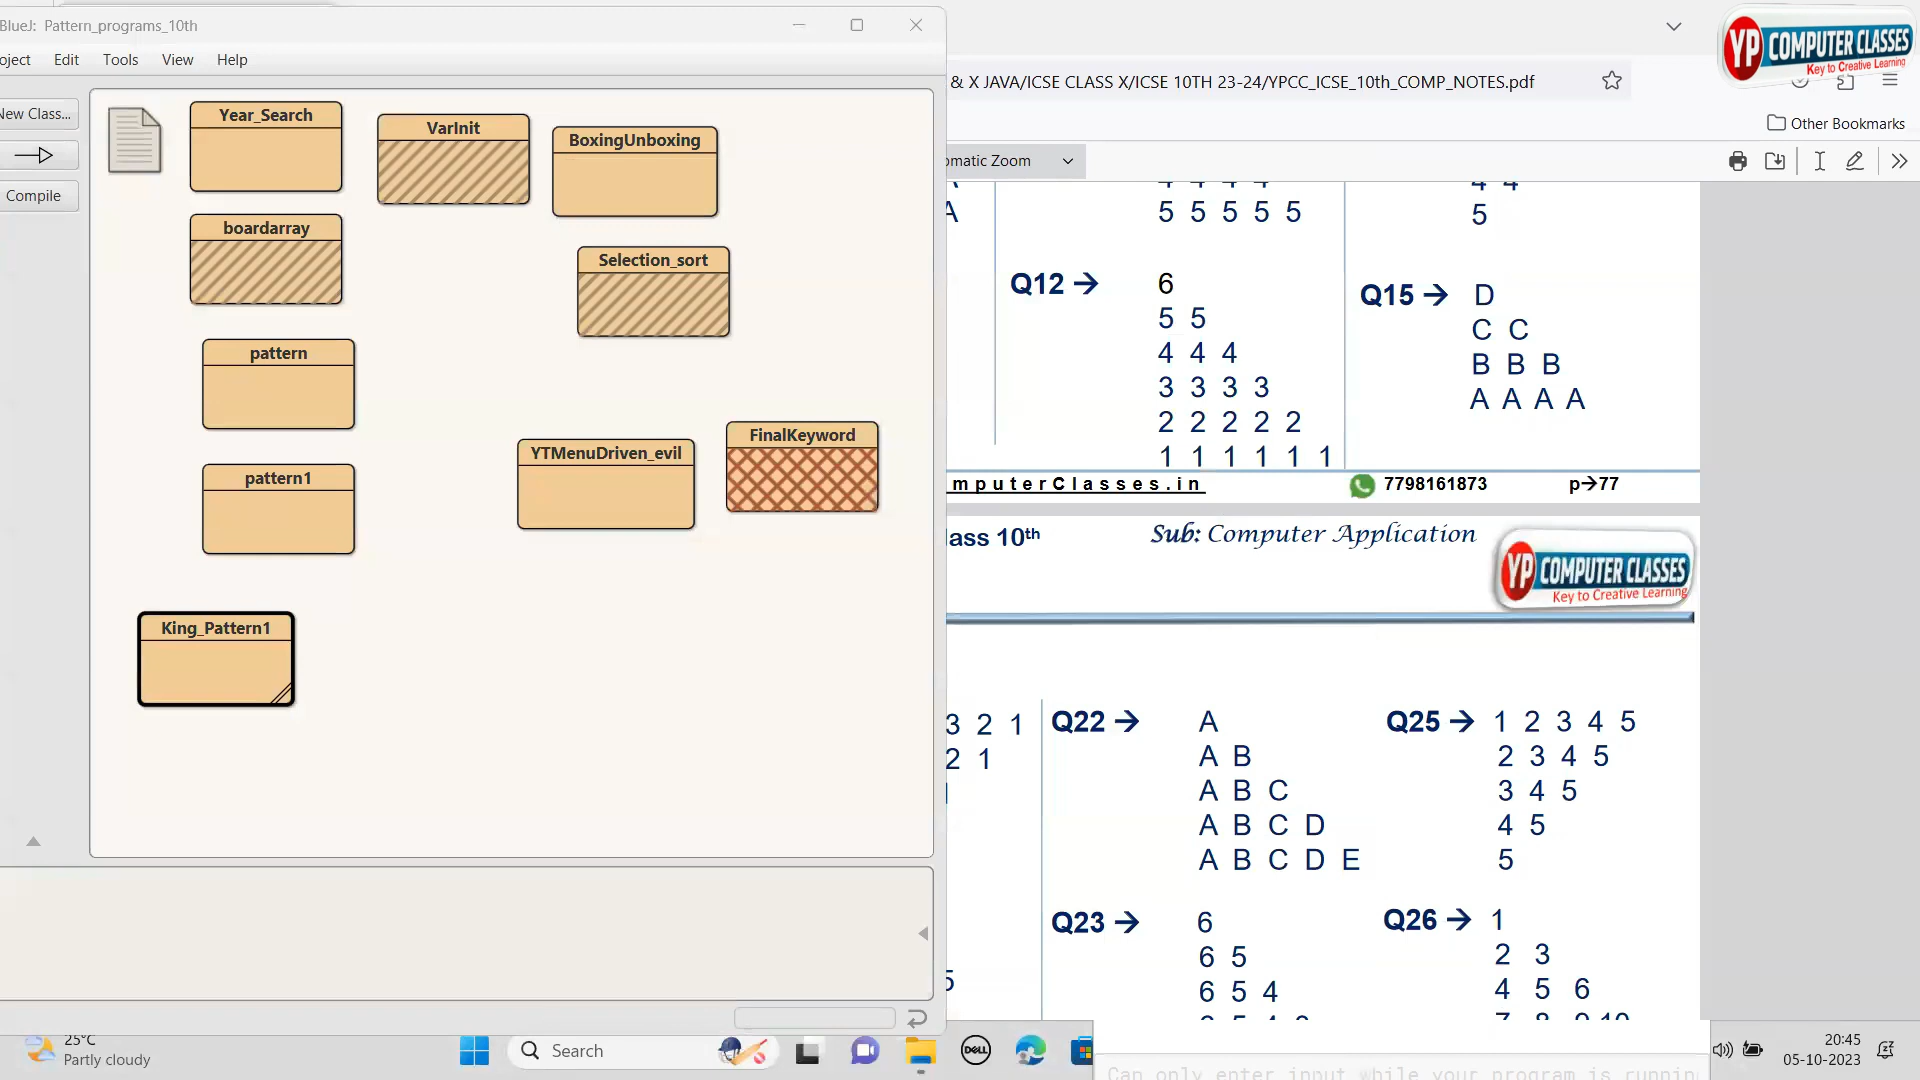 BlueJ: Pattern_programs_10th
Edit Tools View Help
Compile
Year_Search
VarInit
BoxingUnboxing
boardarray
Selection_sort
pattern
pattern1
YTMenuDriven_evil
FinalKeyword
King_Pattern1
YP COMPUTER CLASSES
Key to Creative Learning
& X JAVA/ICSE CLASS X/ICSE 10TH 23-24/YPCC_ICSE_10th_COMP_NOTES.pdf
Other Bookmarks
Zoom
5 5 5 5 5
Q12 → 6
5 5
4 4 4
3 3 3 3
2 2 2 2 2
1 1 1 1 1 1
4 4
5
Q15 → D
C C
B B B
A A A A
mputerClasses.in
7798161873
p→77
lass 10th
Sub: Computer Application
YP COMPUTER CLASSES
Key to Creative Learning
3 2 1
2 1
Q22 → A
A B
A B C
A B C D
A B C D E
Q23 → 6
6 5
6 5 4
Q25 → 1 2 3 4 5
2 3 4 5
3 4 5
4 5
5
Q26 → 1
2 3
4 5 6
7 8 9 10
25°C
Partly cloudy
Search
DELL
20:45
05-10-2023
Can only enter input while your program is